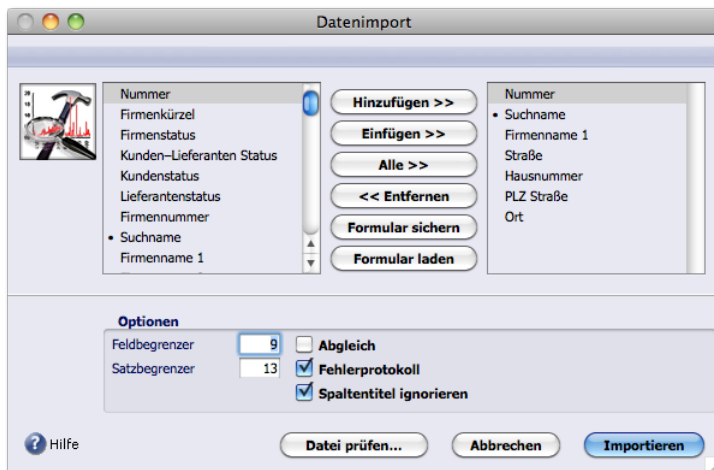 Datenimport
Nummer
Firmenkürzel
Firmenstatus
Kunden–Lieferanten Status
Kundenstatus
Lieferantenstatus
Firmennummer
• Suchname
Firmenname 1
Hinzufügen >>
Einfügen >>
Alle >>
<< Entfernen
Formular sichern
Formular laden
Nummer
• Suchname
Firmenname 1
Straße
Hausnummer
PLZ Straße
Ort
Optionen
Feldbegrenzer 9 Abgleich
Satzbegrenzer 13 Fehlerprotokoll
Spaltentitel ignorieren
? Hilfe
Datei prüfen...
Abbrechen
Importieren